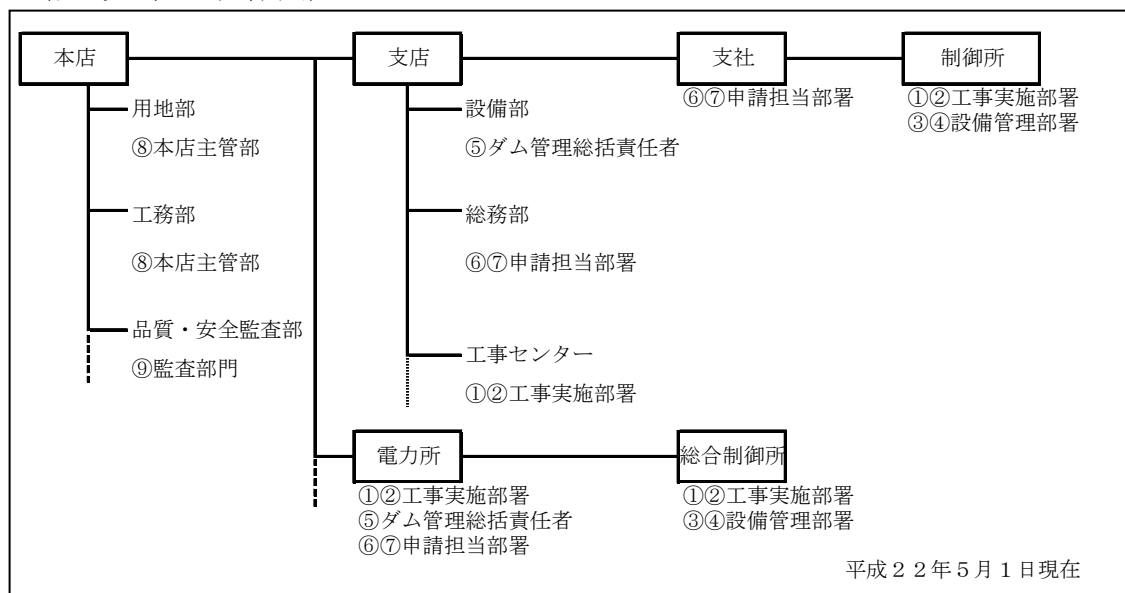 本店
支店
支社
制御所
用地部
⑧本店主管部
工務部
⑧本店主管部
品質・安全監査部
⑨監査部門
設備部
⑤ダム管理総括責任者
総務部
⑥⑦申請担当部署
工事センター
①②工事実施部署
⑥⑦申請担当部署
①②工事実施部署
③④設備管理部署
電力所
①②工事実施部署
⑤ダム管理総括責任者
⑥⑦申請担当部署
総合制御所
①②工事実施部署
③④設備管理部署
平成22年5月1日現在